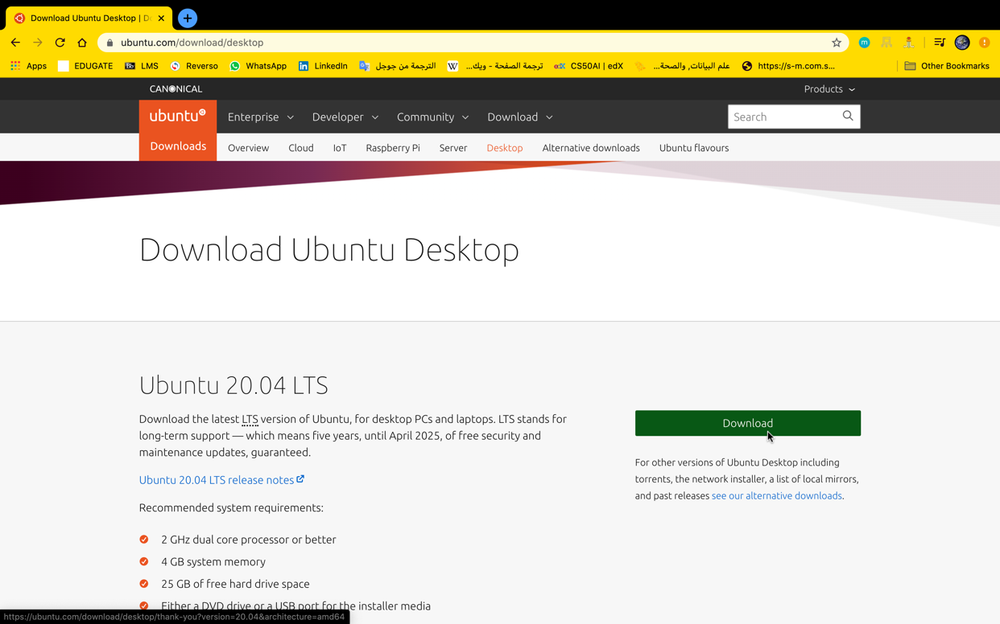 Download Ubuntu Desktop | Do
ubuntu.com/download/desktop
Apps EDUGATE LMS Reverso WhatsApp LinkedIn الترجمة من جوجل ترجمة الصفحة - ويك... CS50AI | edX علم البيانات, والصحة... https://s-m.com.s... Other Bookmarks
CANONICAL Products
ubuntu Enterprise Developer Community Download Search
Downloads Overview Cloud IoT Raspberry Pi Server Desktop Alternative downloads Ubuntu flavours
Download Ubuntu Desktop
Ubuntu 20.04 LTS
Download the latest LTS version of Ubuntu, for desktop PCs and laptops. LTS stands for
long-term support — which means five years, until April 2025, of free security and
maintenance updates, guaranteed.
Ubuntu 20.04 LTS release notes
Recommended system requirements:
2 GHz dual core processor or better
4 GB system memory
25 GB of free hard drive space
Either a DVD drive or a USB port for the installer media
Download
For other versions of Ubuntu Desktop including
torrents, the network installer, a list of local mirrors,
and past releases see our alternative downloads.
https://ubuntu.com/download/desktop/thank-you?version=20.04&architecture=amd64